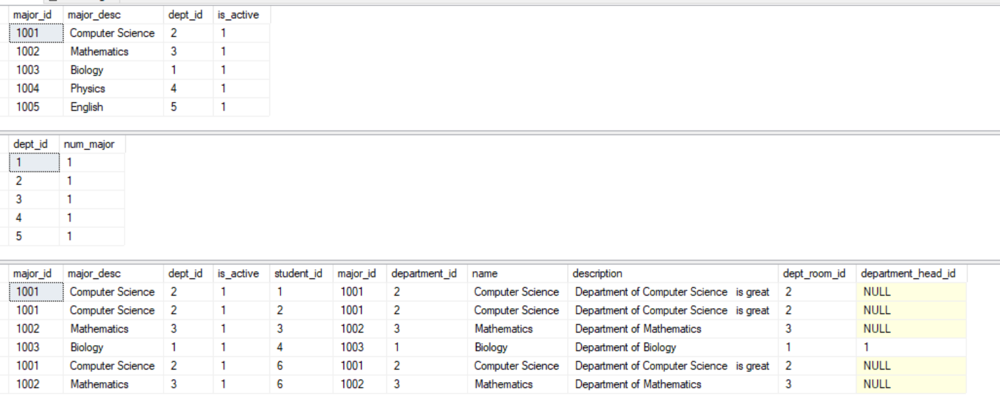 major_id major_desc dept_id is_active
1001 Computer Science 2 1
1002 Mathematics 3 1
1003 Biology 1 1
1004 Physics 4 1
1005 English 5 1
dept_id num_major
1 1
2 1
3 1
4 1
5 1
major_id major_desc dept_id is_active student_id major_id department_id name description dept_room_id department_head_id
1001 Computer Science 2 1 1 1001 2 Computer Science Department of Computer Science is great 2 NULL
1001 Computer Science 2 1 2 1001 2 Computer Science Department of Computer Science is great 2 NULL
1002 Mathematics 3 1 3 1002 3 Mathematics Department of Mathematics 3 NULL
1003 Biology 1 1 4 1003 1 Biology Department of Biology 1 1
1001 Computer Science 2 1 6 1001 2 Computer Science Department of Computer Science is great 2 NULL
1002 Mathematics 3 1 6 1002 3 Mathematics Department of Mathematics 3 NULL